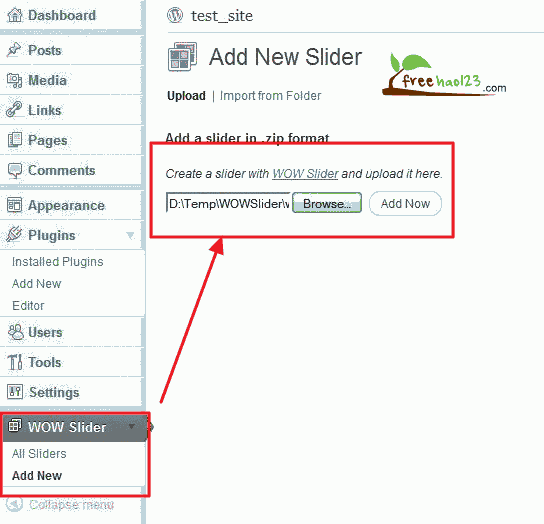 Dashboard
Posts
Media
Links
Pages
Comments
Appearance
Plugins
Installed Plugins
Add New
Editor
Users
Tools
Settings
WOW Slider
All Sliders
Add New
Collapse menu
test_site
Add New Slider
freehao123.com
Upload | Import from Folder
Add a slider in .zip format
Create a slider with WOW Slider and upload it here.
D:\Temp\WOWSlider\ Browse... Add Now